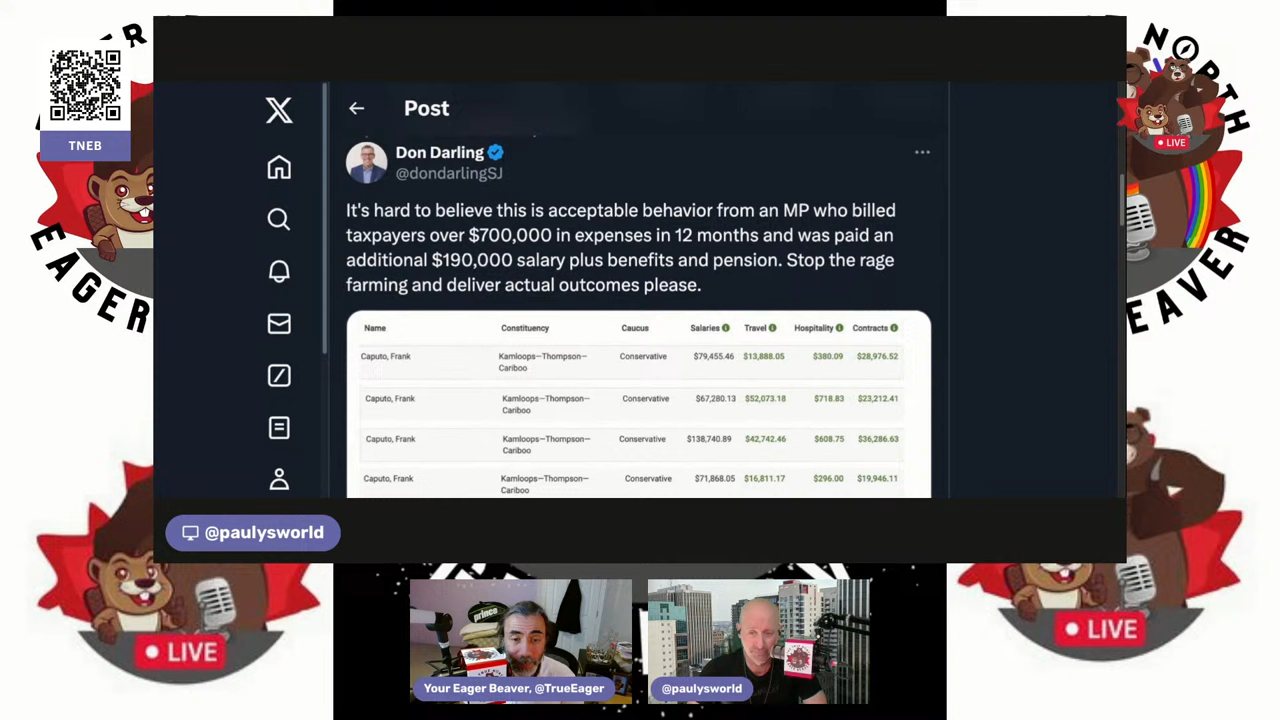 TNEB
Post
Don Darling
@dondarlingSJ
It's hard to believe this is acceptable behavior from an MP who billed
taxpayers over $700,000 in expenses in 12 months and was paid an
additional $190,000 salary plus benefits and pension. Stop the rage
farming and deliver actual outcomes please.
Name Constituency Caucus Salaries Travel Hospitality Contracts
Caputo, Frank Kamloops—Thompson— Conservative $79,455.46 $13,888.05 $380.09 $28,976.52
Cariboo
Caputo, Frank Kamloops—Thompson— Conservative $67,280.13 $52,073.18 $718.83 $23,212.41
Cariboo
Caputo, Frank Kamloops—Thompson— Conservative $138,740.89 $42,742.46 $608.75 $36,286.63
Cariboo
Caputo, Frank Kamloops—Thompson— Conservative $71,868.05 $16,811.17 $296.00 $19,946.11
Cariboo
@paulysworld
NORTH
EAGER
EAVER
LIVE
LIVE
LIVE
prince
Your Eager Beaver, @TrueEager
@paulysworld